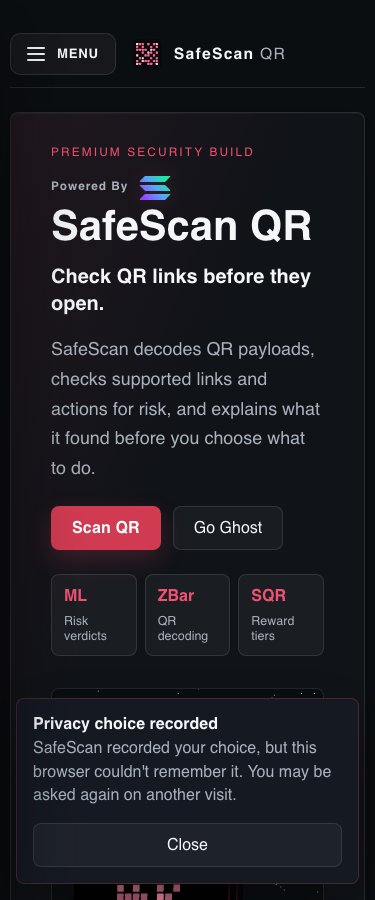 MENU
SafeScan QR
PREMIUM SECURITY BUILD
Powered By
SafeScan QR
Check QR links before they
open.
SafeScan decodes QR payloads,
checks supported links and
actions for risk, and explains what
it found before you choose what
to do.
Scan QR
Go Ghost
ML
Risk
verdicts
ZBar
QR
decoding
SQR
Reward
tiers
Privacy choice recorded
SafeScan recorded your choice, but this
browser couldn't remember it. You may be
asked again on another visit.
Close